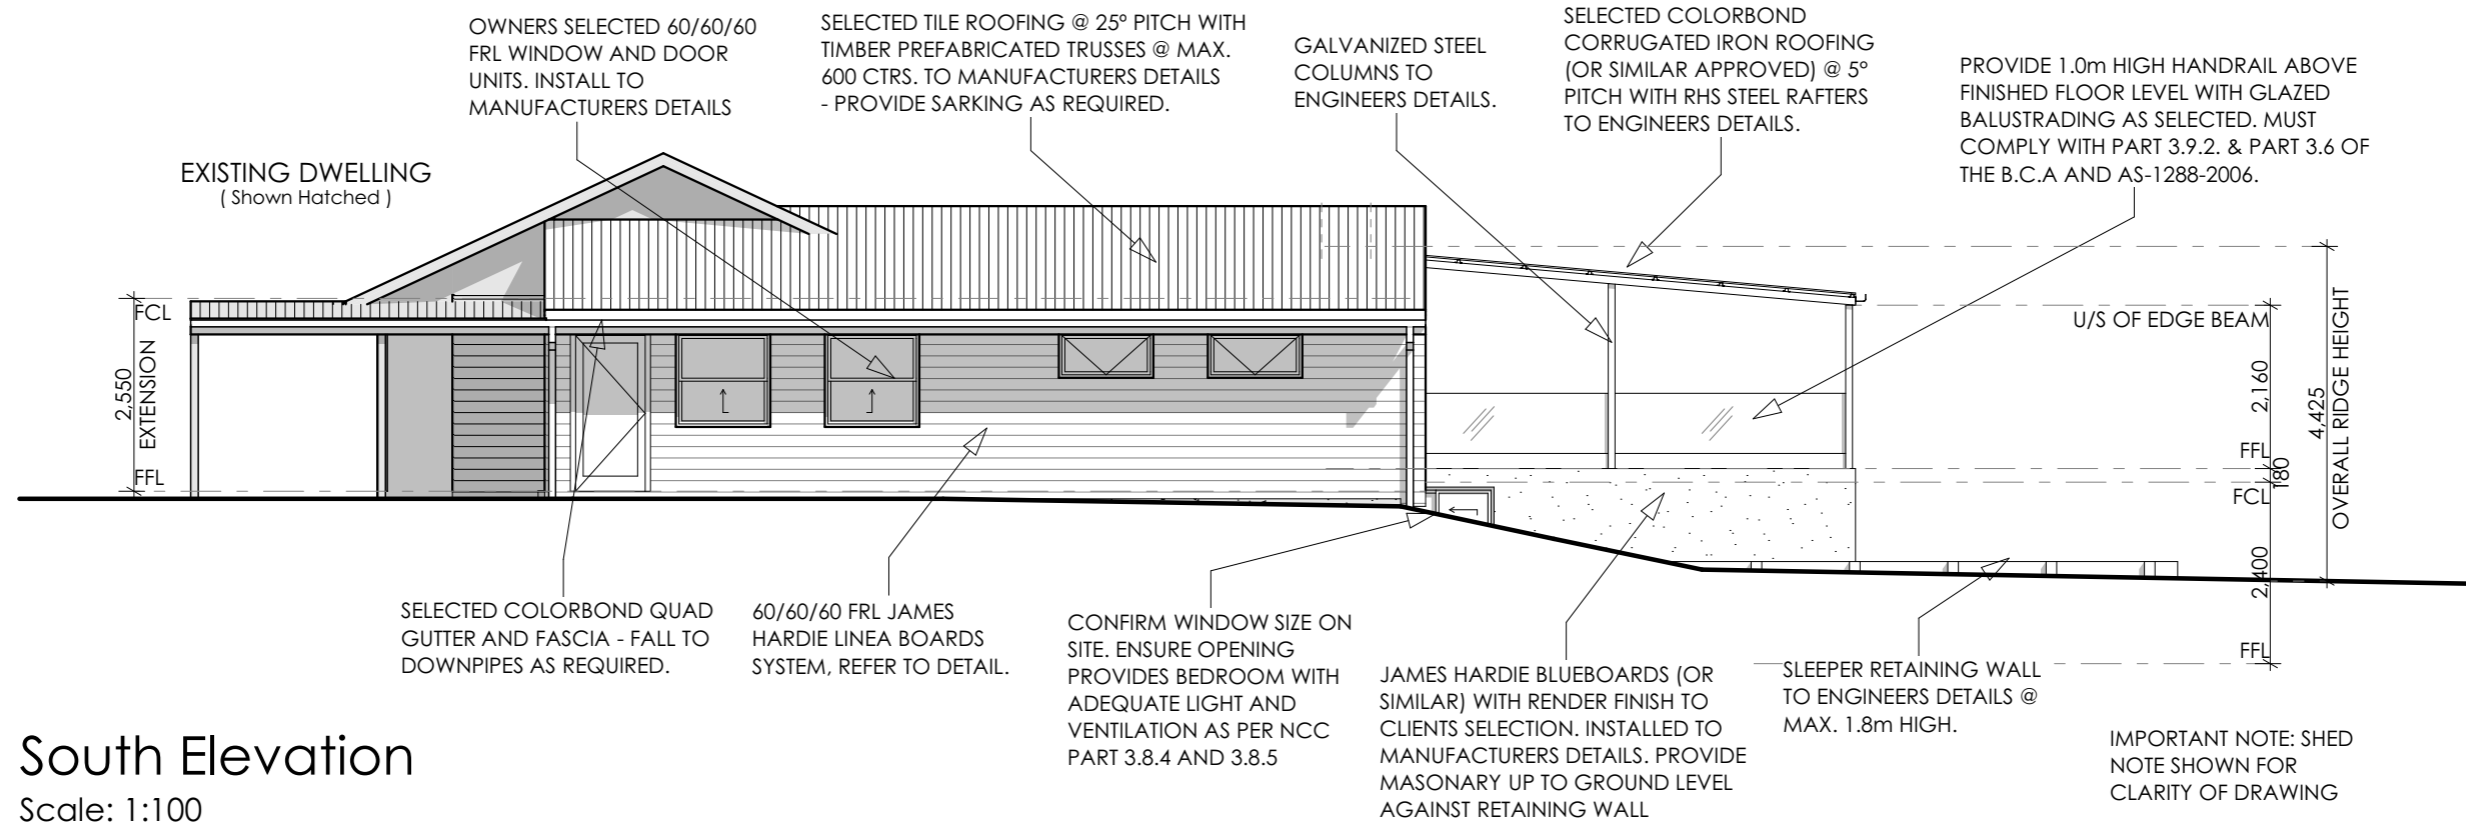 OWNERS SELECTED 60/60/60
FRL WINDOW AND DOOR
UNITS. INSTALL TO
MANUFACTURERS DETAILS
SELECTED TILE ROOFING @ 25° PITCH WITH
TIMBER PREFABRICATED TRUSSES @ MAX.
600 CTRS. TO MANUFACTURERS DETAILS
- PROVIDE SARKING AS REQUIRED.
GALVANIZED STEEL
COLUMNS TO
ENGINEERS DETAILS.
SELECTED COLORBOND
CORRUGATED IRON ROOFING
(OR SIMILAR APPROVED) @ 5°
PITCH WITH RHS STEEL RAFTERS
TO ENGINEERS DETAILS.
PROVIDE 1.0m HIGH HANDRAIL ABOVE
FINISHED FLOOR LEVEL WITH GLAZED
BALUSTRADING AS SELECTED. MUST
COMPLY WITH PART 3.9.2. & PART 3.6 OF
THE B.C.A AND AS-1288-2006.
EXISTING DWELLING
( Shown Hatched )
FCL
2,550
EXTENSION
FFL
U/S OF EDGE BEAM
2,160
FFL
180
FCL
2,400
FFL
4,425
OVERALL RIDGE HEIGHT
SELECTED COLORBOND QUAD
GUTTER AND FASCIA - FALL TO
DOWNPIPES AS REQUIRED.
60/60/60 FRL JAMES
HARDIE LINEA BOARDS
SYSTEM, REFER TO DETAIL.
CONFIRM WINDOW SIZE ON
SITE. ENSURE OPENING
PROVIDES BEDROOM WITH
ADEQUATE LIGHT AND
VENTILATION AS PER NCC
PART 3.8.4 AND 3.8.5
JAMES HARDIE BLUEBOARDS (OR
SIMILAR) WITH RENDER FINISH TO
CLIENTS SELECTION. INSTALLED TO
MANUFACTURERS DETAILS. PROVIDE
MASONARY UP TO GROUND LEVEL
AGAINST RETAINING WALL
SLEEPER RETAINING WALL
TO ENGINEERS DETAILS @
MAX. 1.8m HIGH.
IMPORTANT NOTE: SHED
NOTE SHOWN FOR
CLARITY OF DRAWING
South Elevation
Scale: 1:100